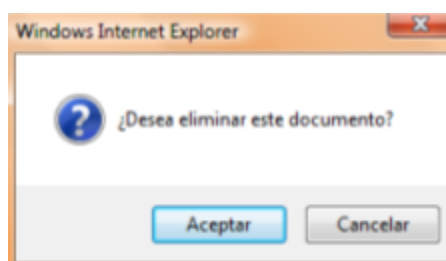 Windows Internet Explorer
¿Desea eliminar este documento?
Aceptar
Cancelar